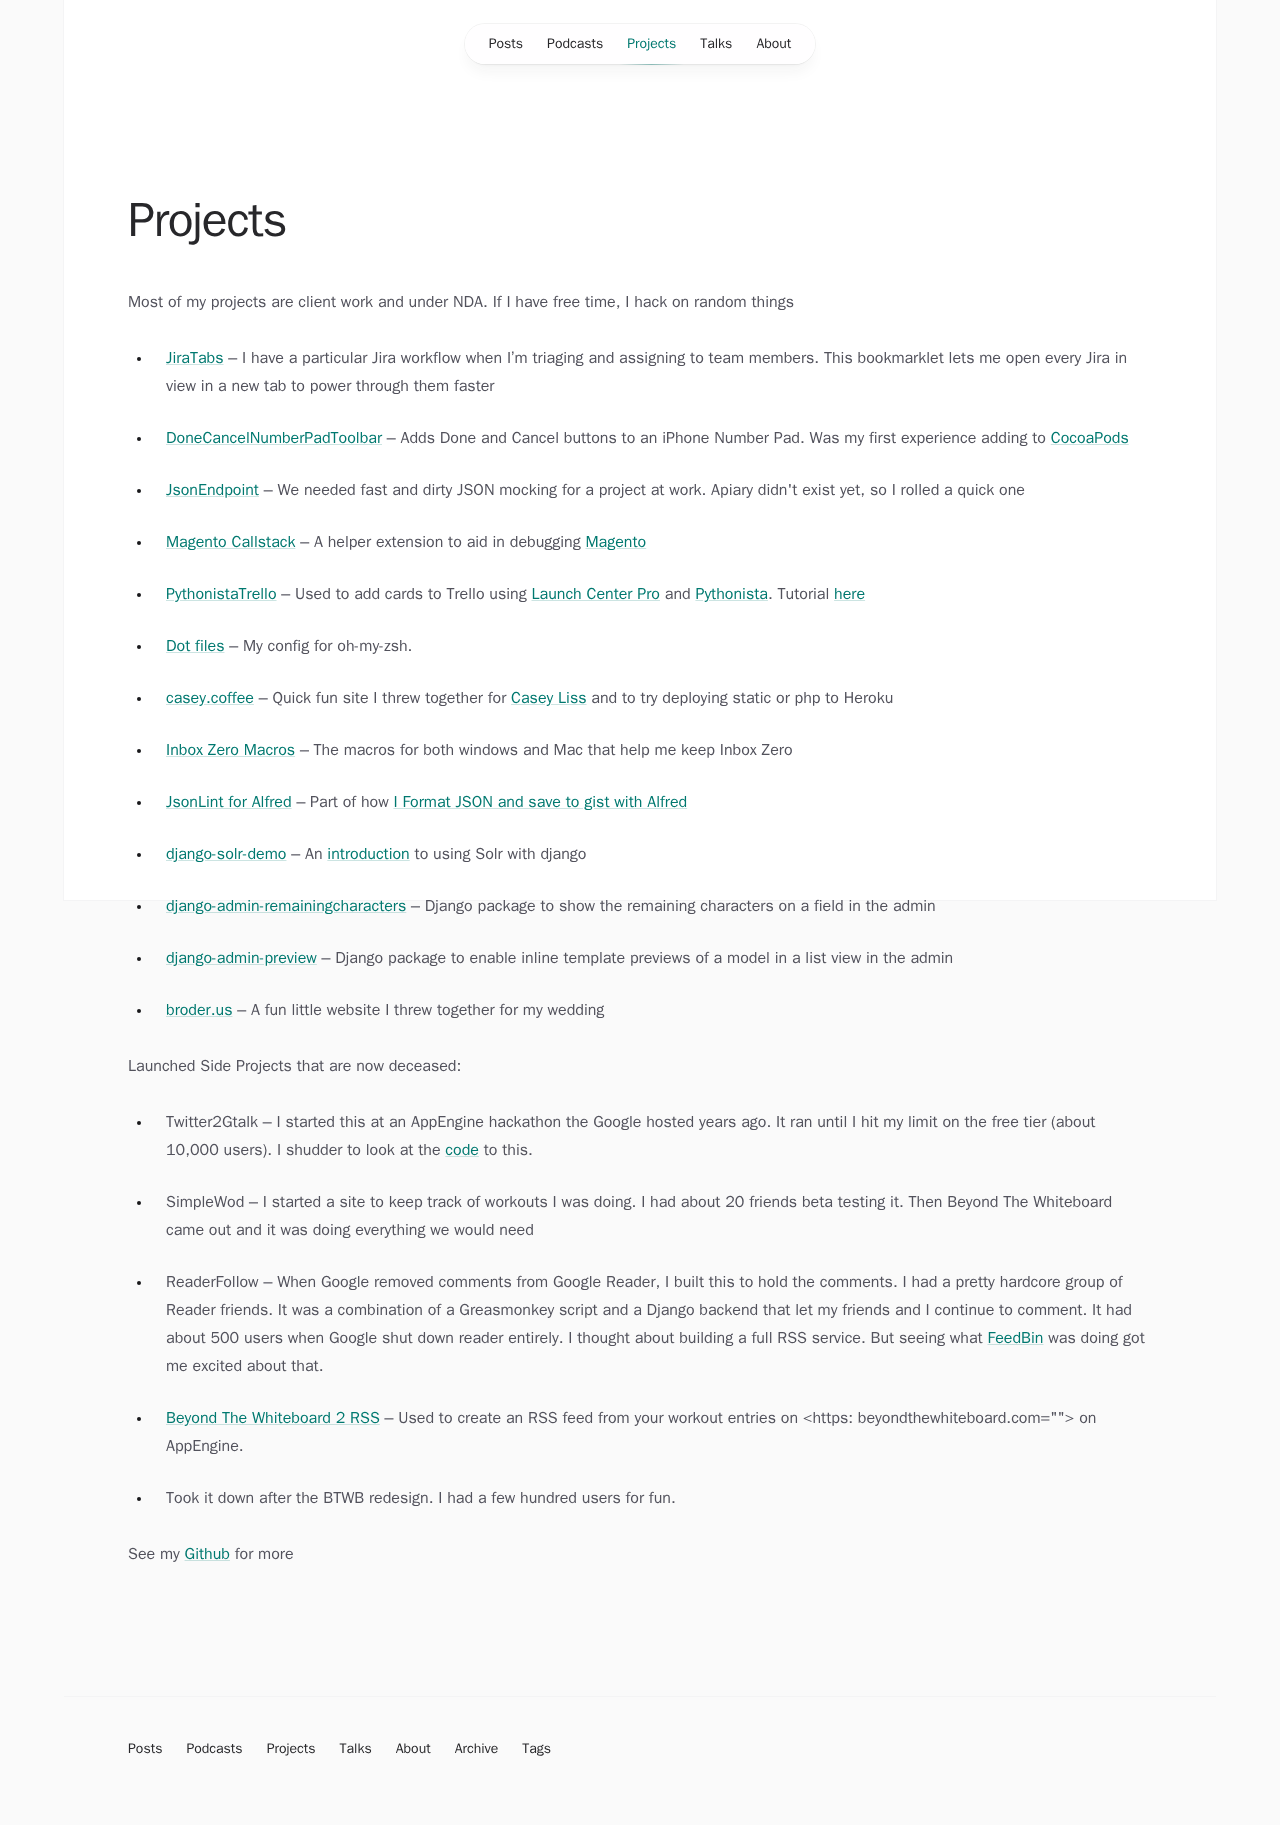 Posts Podcasts Projects Talks About
Projects
Most of my projects are client work and under NDA. If I have free time, I hack on random things
JiraTabs – I have a particular Jira workflow when I'm triaging and assigning to team members. This bookmarklet lets me open every Jira in
view in a new tab to power through them faster
DoneCancelNumberPadToolbar – Adds Done and Cancel buttons to an iPhone Number Pad. Was my first experience adding to CocoaPods
JsonEndpoint – We needed fast and dirty JSON mocking for a project at work. Apiary didn't exist yet, so I rolled a quick one
Magento Callstack – A helper extension to aid in debugging Magento
PythonistaTrello – Used to add cards to Trello using Launch Center Pro and Pythonista. Tutorial here
Dot files – My config for oh-my-zsh.
casey.coffee – Quick fun site I threw together for Casey Liss and to try deploying static or php to Heroku
Inbox Zero Macros – The macros for both windows and Mac that help me keep Inbox Zero
JsonLint for Alfred – Part of how I Format JSON and save to gist with Alfred
django-solr-demo – An introduction to using Solr with django
django-admin-remainingcharacters – Django package to show the remaining characters on a field in the admin
django-admin-preview – Django package to enable inline template previews of a model in a list view in the admin
broder.us – A fun little website I threw together for my wedding
Launched Side Projects that are now deceased:
Twitter2Gtalk – I started this at an AppEngine hackathon the Google hosted years ago. It ran until I hit my limit on the free tier (about
10,000 users). I shudder to look at the code to this.
SimpleWod – I started a site to keep track of workouts I was doing. I had about 20 friends beta testing it. Then Beyond The Whiteboard
came out and it was doing everything we would need
ReaderFollow – When Google removed comments from Google Reader, I built this to hold the comments. I had a pretty hardcore group of
Reader friends. It was a combination of a Greasmonkey script and a Django backend that let my friends and I continue to comment. It had
about 500 users when Google shut down reader entirely. I thought about building a full RSS service. But seeing what FeedBin was doing got
me excited about that.
Beyond The Whiteboard 2 RSS – Used to create an RSS feed from your workout entries on <https: beyondthewhiteboard.com=""> on
AppEngine.
Took it down after the BTWB redesign. I had a few hundred users for fun.
See my Github for more
Posts Podcasts Projects Talks About Archive Tags